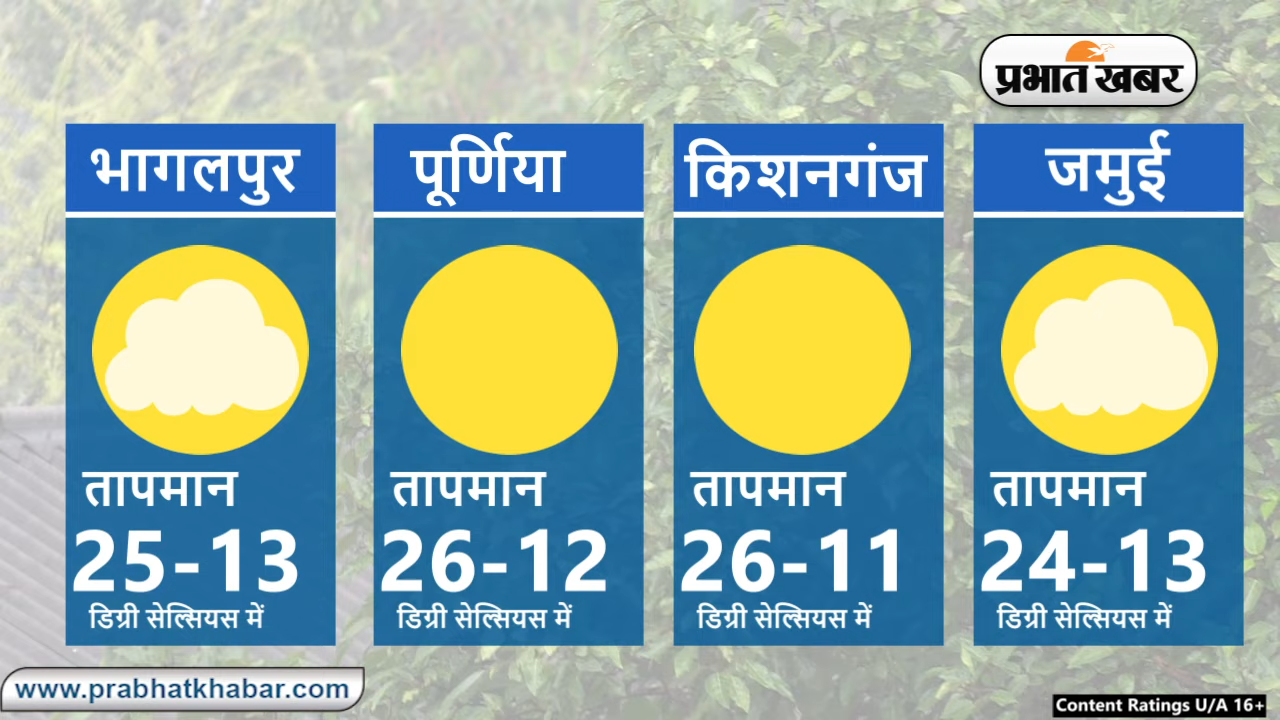 प्रभात खबर
भागलपुर
तापमान
25-13
डिग्री सेल्सियस में
पूर्णिया
तापमान
26-12
डिग्री सेल्सियस में
किशनगंज
तापमान
26-11
डिग्री सेल्सियस में
जमुई
तापमान
24-13
डिग्री सेल्सियस में
www.prabhatkhabar.com
Content Ratings U/A 16+